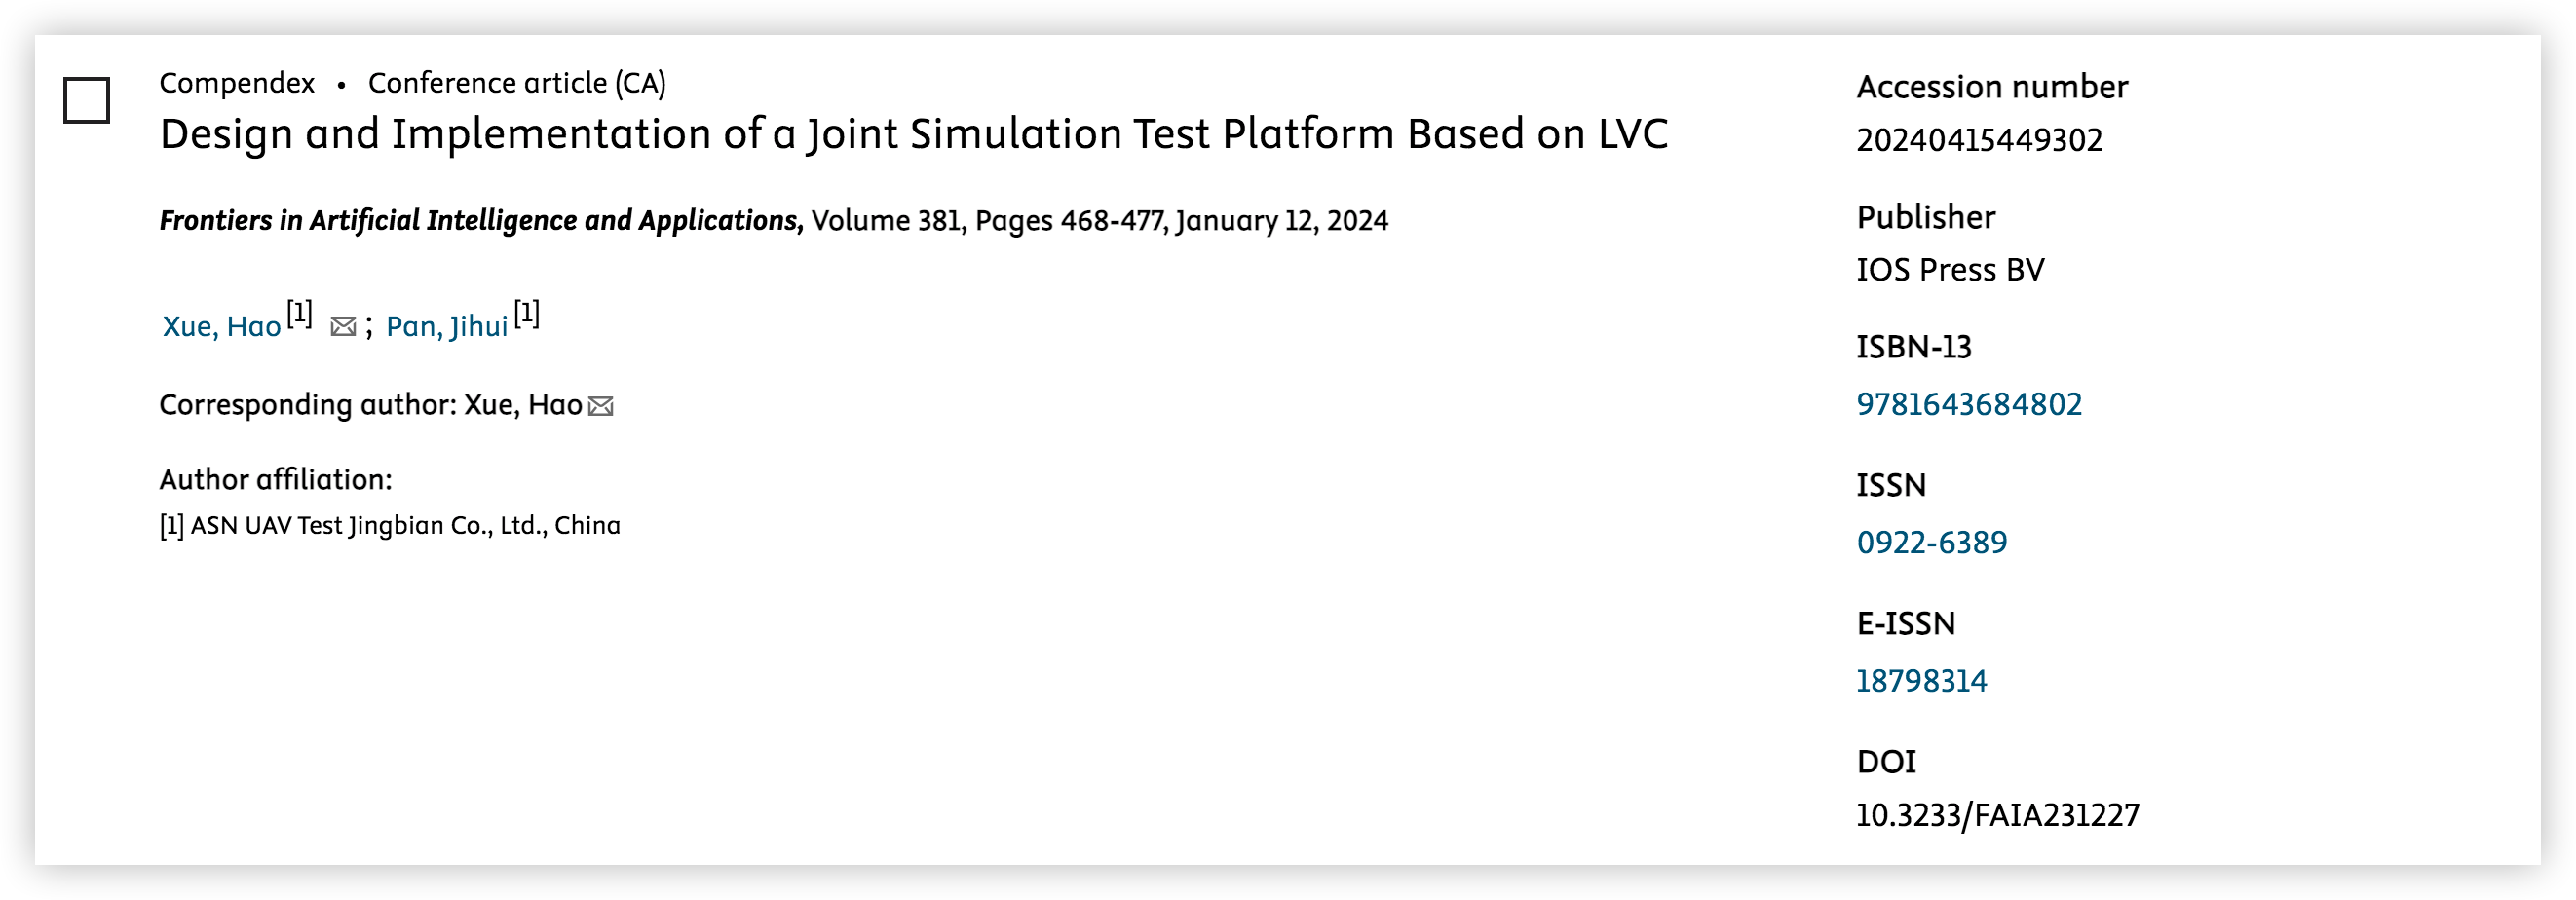 Compendex • Conference article (CA)
Design and Implementation of a Joint Simulation Test Platform Based on LVC
Frontiers in Artificial Intelligence and Applications, Volume 381, Pages 468-477, January 12, 2024
Xue, Hao [1] ; Pan, Jihui [1]
Corresponding author: Xue, Hao
Author affiliation:
[1] ASN UAV Test Jingbian Co., Ltd., China
Accession number
20240415449302
Publisher
IOS Press BV
ISBN-13
9781643684802
ISSN
0922-6389
E-ISSN
18798314
DOI
10.3233/FAIA231227